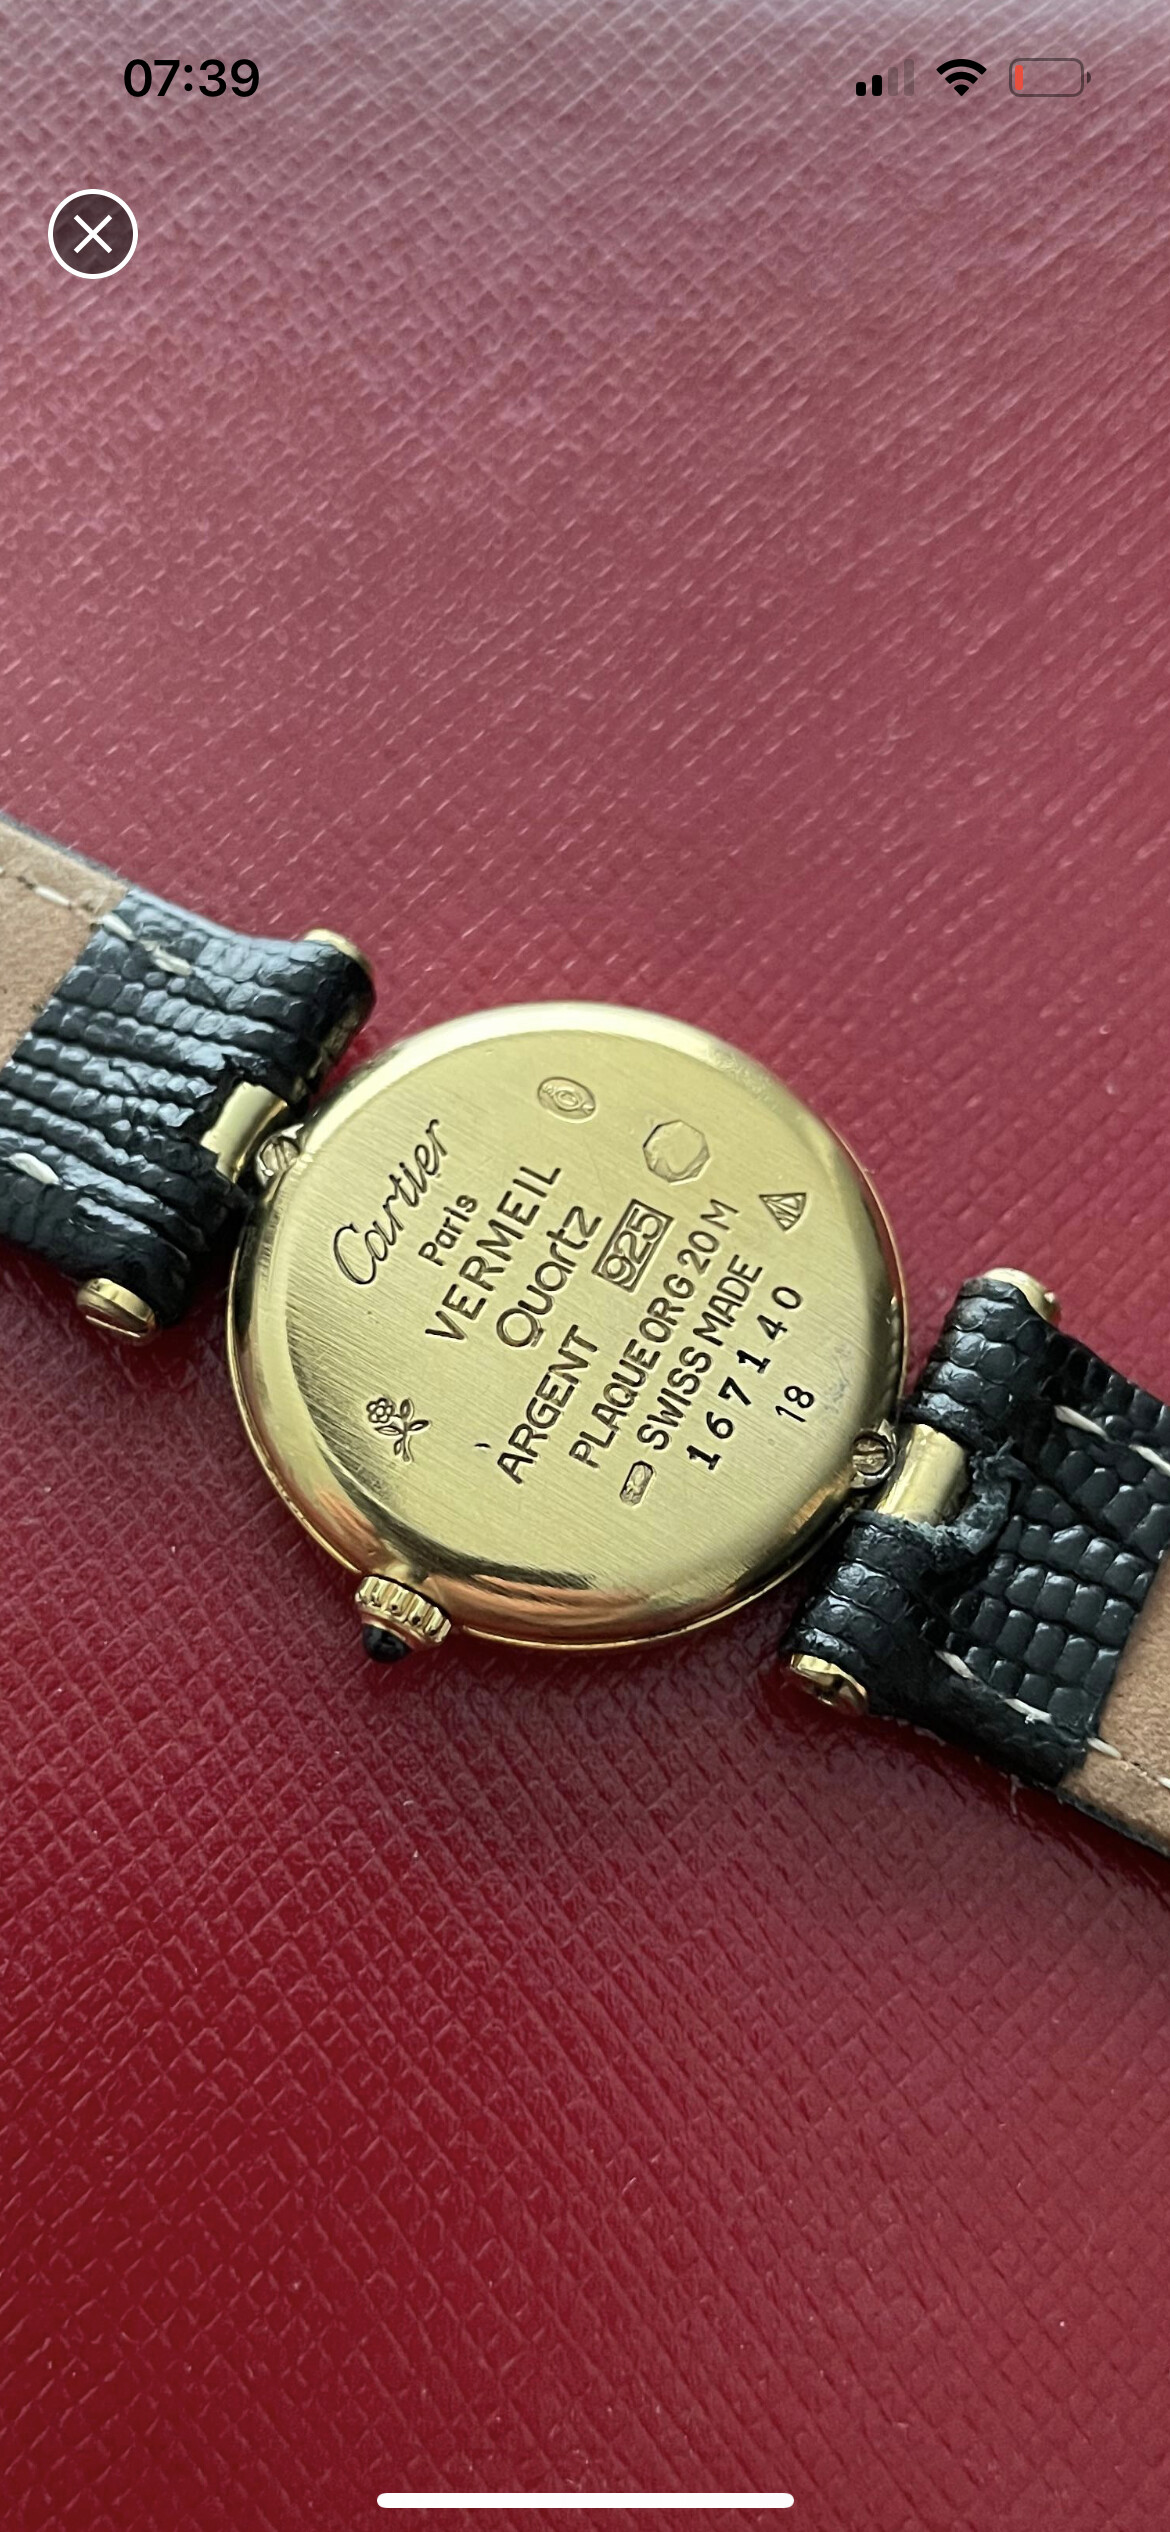 07:39
Cartier
Paris
VERMEIL
Quartz
925
ARGENT
PLAQUE OR G 20 M
SWISS MADE
167140
18